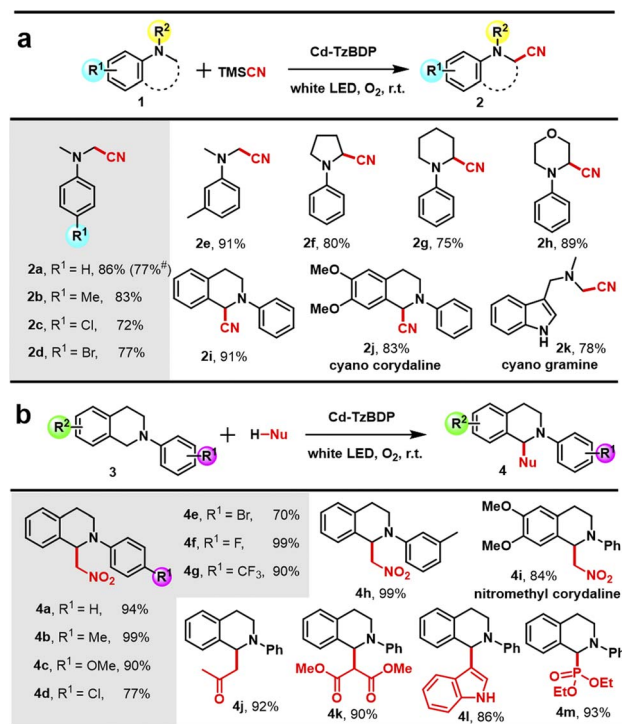 a
R²
N
R¹
1
+ TMSCN
Cd-TzBDP
white LED, O₂, r.t.
R²
N
CN
R¹
2
N
CN
R¹
2a, R¹ = H, 86% (77%#)
2b, R¹ = Me, 83%
2c, R¹ = Cl, 72%
2d, R¹ = Br, 77%
N
CN
2e, 91%
N
CN
2f, 80%
N
CN
2g, 75%
O
N
CN
2h, 89%
N
CN
2i, 91%
MeO
MeO
N
CN
2j, 83%
cyano corydaline
N
CN
N
H
2k, 78%
cyano gramine
b
R²
N
R¹
3
+ H-Nu
Cd-TzBDP
white LED, O₂, r.t.
R²
N
Nu
R¹
4
N
NO₂
R¹
4a, R¹ = H, 94%
4b, R¹ = Me, 99%
4c, R¹ = OMe, 90%
4d, R¹ = Cl, 77%
4e, R¹ = Br, 70%
4f, R¹ = F, 99%
4g, R¹ = CF₃, 90%
N
NO₂
4h, 99%
MeO
MeO
N
Ph
NO₂
4i, 84%
nitromethyl corydaline
N
Ph
O
4j, 92%
N
Ph
MeO
OMe
O
O
4k, 90%
N
Ph
NH
4l, 86%
N
Ph
O
P
OEt
EtO
4m, 93%